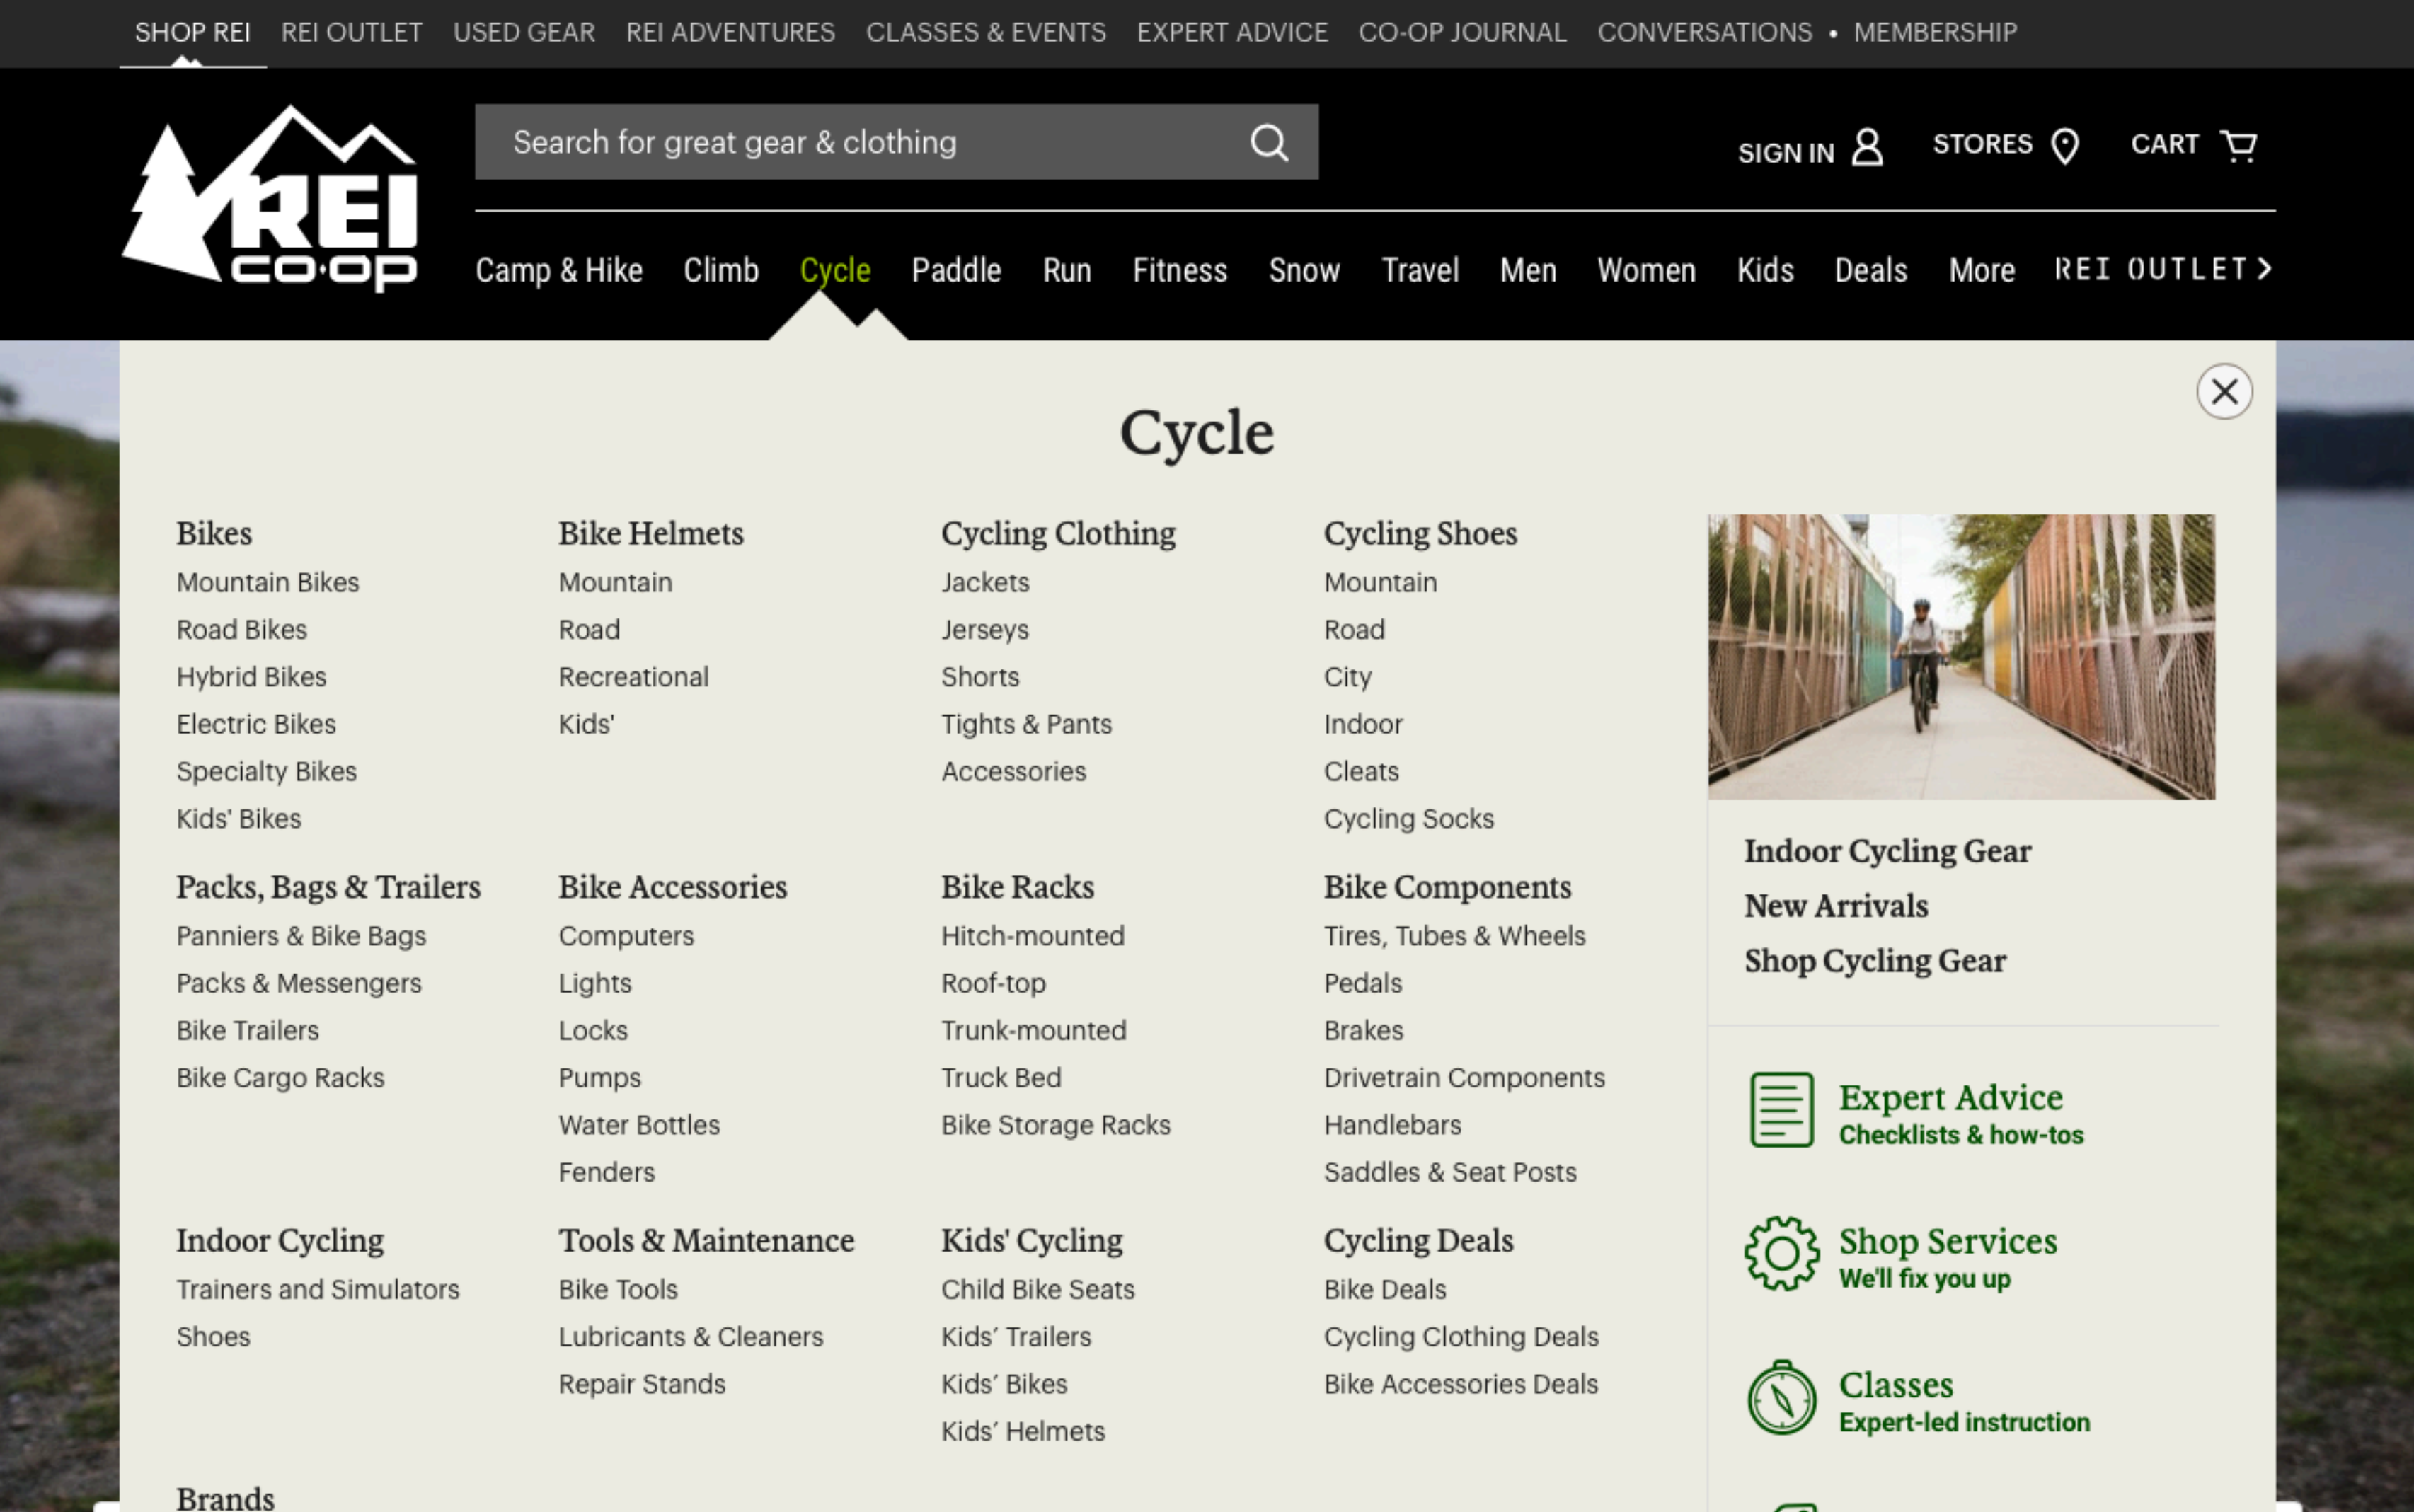 SHOP REI REI OUTLET USED GEAR REI ADVENTURES CLASSES & EVENTS EXPERT ADVICE CO-OP JOURNAL CONVERSATIONS • MEMBERSHIP
REI
CO·OP
Search for great gear & clothing
SIGN IN STORES CART
Camp & Hike Climb Cycle Paddle Run Fitness Snow Travel Men Women Kids Deals More REI OUTLET
Cycle
Bikes
Mountain Bikes
Road Bikes
Hybrid Bikes
Electric Bikes
Specialty Bikes
Kids' Bikes
Bike Helmets
Mountain
Road
Recreational
Kids'
Cycling Clothing
Jackets
Jerseys
Shorts
Tights & Pants
Accessories
Cycling Shoes
Mountain
Road
City
Indoor
Cleats
Cycling Socks
Packs, Bags & Trailers
Panniers & Bike Bags
Packs & Messengers
Bike Trailers
Bike Cargo Racks
Bike Accessories
Computers
Lights
Locks
Pumps
Water Bottles
Fenders
Bike Racks
Hitch-mounted
Roof-top
Trunk-mounted
Truck Bed
Bike Storage Racks
Bike Components
Tires, Tubes & Wheels
Pedals
Brakes
Drivetrain Components
Handlebars
Saddles & Seat Posts
Indoor Cycling
Trainers and Simulators
Shoes
Tools & Maintenance
Bike Tools
Lubricants & Cleaners
Repair Stands
Kids' Cycling
Child Bike Seats
Kids’ Trailers
Kids’ Bikes
Kids’ Helmets
Cycling Deals
Bike Deals
Cycling Clothing Deals
Bike Accessories Deals
Brands
Indoor Cycling Gear
New Arrivals
Shop Cycling Gear
Expert Advice
Checklists & how-tos
Shop Services
We'll fix you up
Classes
Expert-led instruction